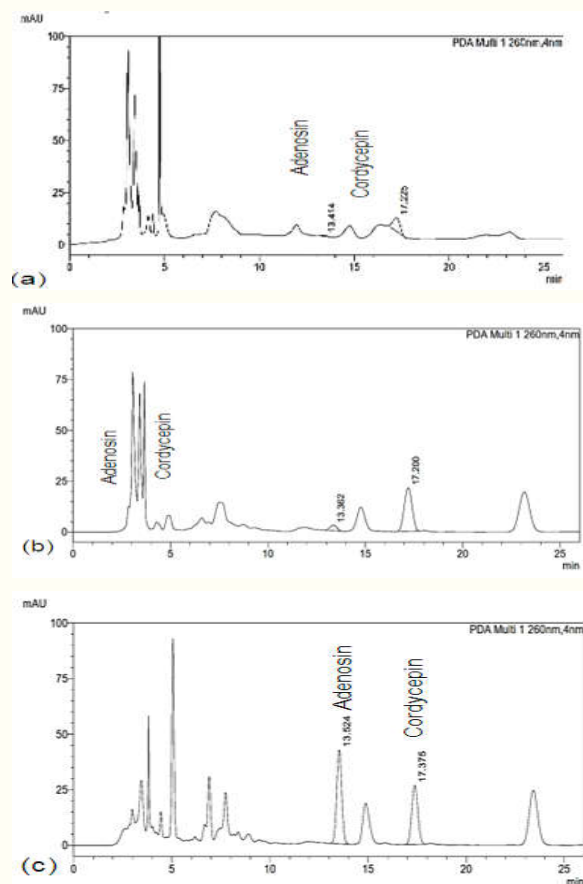 mAU
PDA Multi 1 260nm,4nm
100
75
50
25
0
Adenosin
13.414
Cordycepin
17.225
0 5 10 15 20 25
min
(a)
mAU
PDA Multi 1 260nm,4nm
100
75
50
25
0
Adenosin
Cordycepin
13.362
17.200
0 5 10 15 20 25
min
(b)
mAU
PDA Multi 1 260nm,4nm
100
75
50
25
0
13.524
Adenosin
17.375
Cordycepin
0 5 10 15 20 25
min
(c)